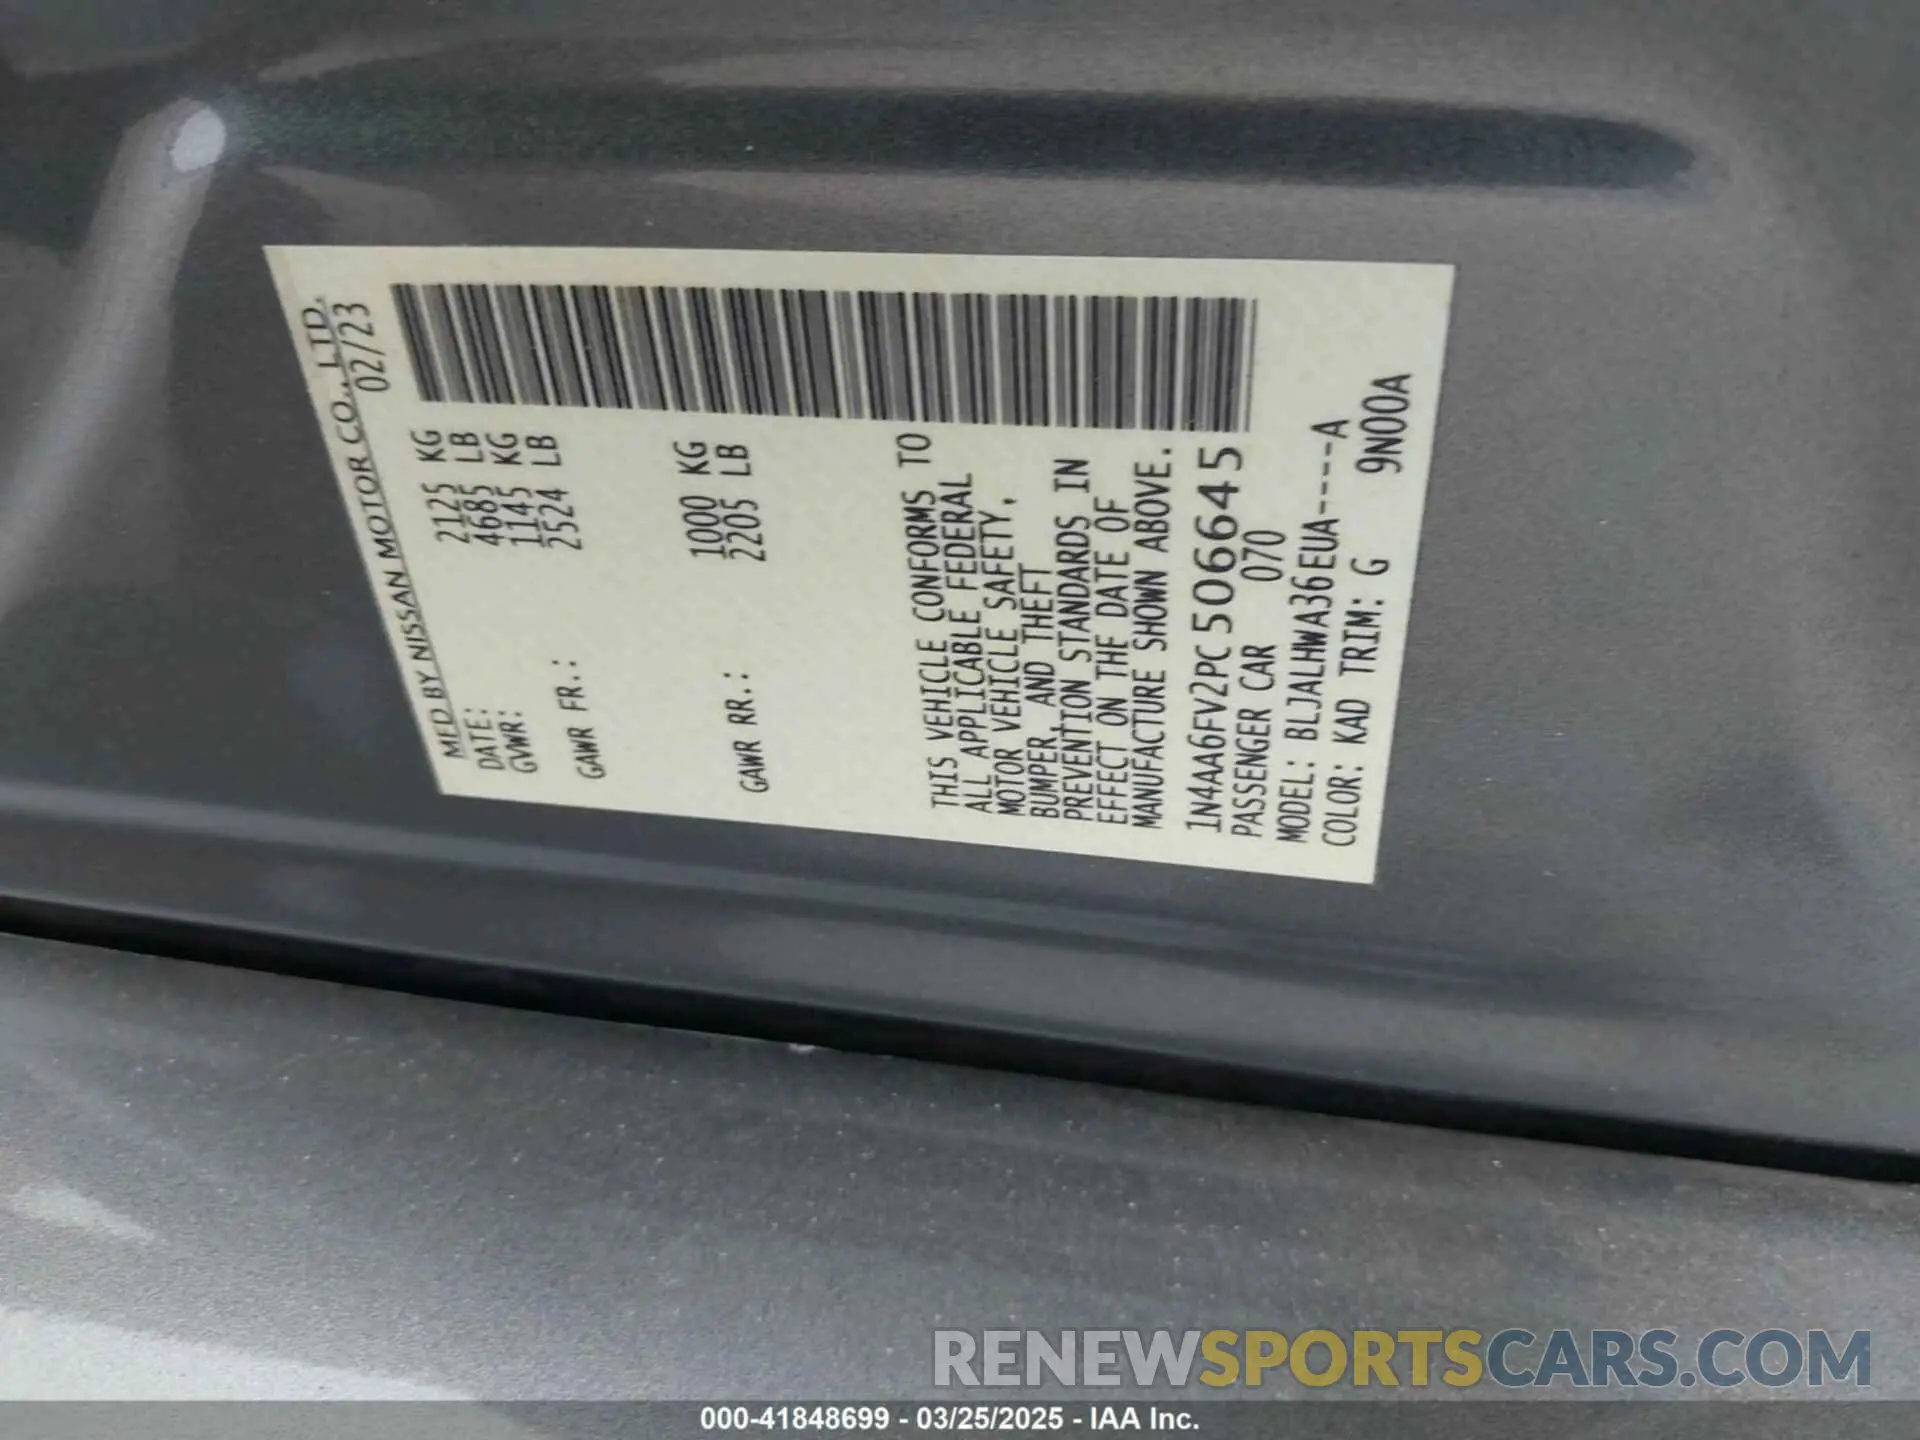 MFD BY NISSAN MOTOR CO., LTD.
DATE: 02/23
GVWR: 2125 KG
4685 LB
GAWR FR.: 1145 KG
2524 LB
GAWR RR.: 1000 KG
2205 LB
THIS VEHICLE CONFORMS TO
ALL APPLICABLE FEDERAL
MOTOR VEHICLE SAFETY,
BUMPER, AND THEFT
PREVENTION STANDARDS IN
EFFECT ON THE DATE OF
MANUFACTURE SHOWN ABOVE.
1N4AA6FV2PC506645
PASSENGER CAR 070
MODEL: BLJALHWA36EUA----A
COLOR: KAD TRIM: G 9N00A
RENEWSPORTSCARS.COM
000-41848699 - 03/25/2025 - IAA Inc.